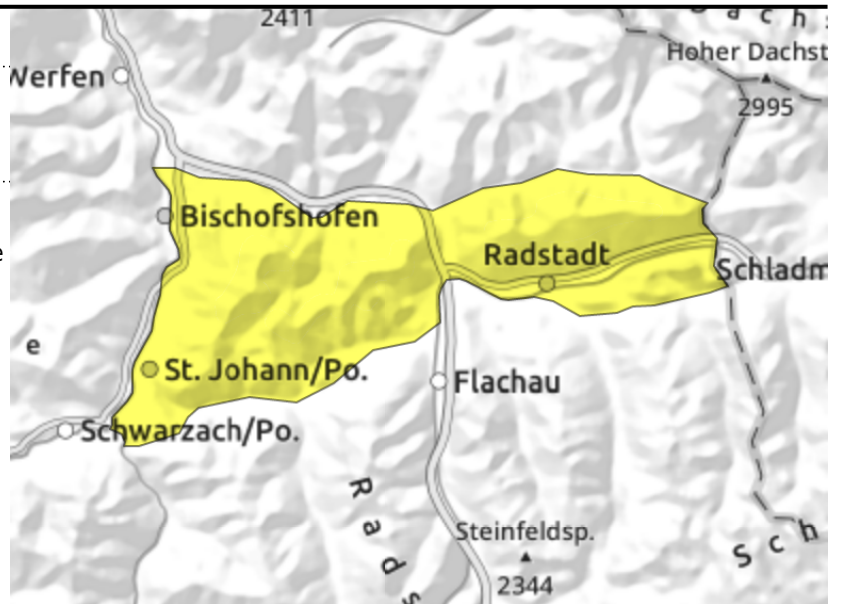 2411
D a c h s
Hoher Dachst
Werfen
2995
Bischofshofen
Radstadt
Schladm
e
e
St. Johann/Po.
Flachau
Schwarzach/Po.
R a d s
Steinfeldsp.
S c h
2344